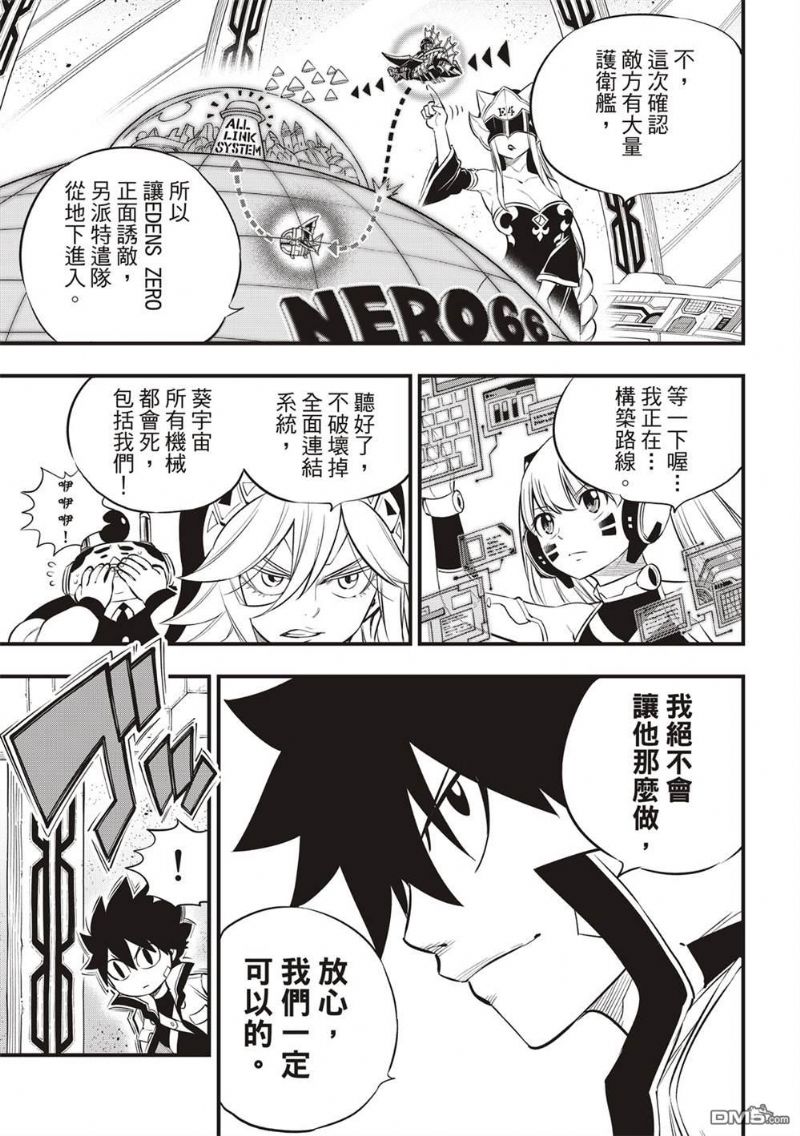 不，
這次確認
敵方有大量
護衛艦，
E4
ALL
LINK
SYSTEM
所以
讓EDENS ZERO
正面誘敵，
另派特遣隊
從地下進入。
NERO66
等一下喔…
我正在…
構築路線。
聽好了，
不破壞掉
全面連結
系統，
葵宇宙
所有機械
都會死，
包括我們！
咿咿咿！
我絕不會
讓他那麼做，
放心，
我們一定
可以的。
グッ
！
DM5.com